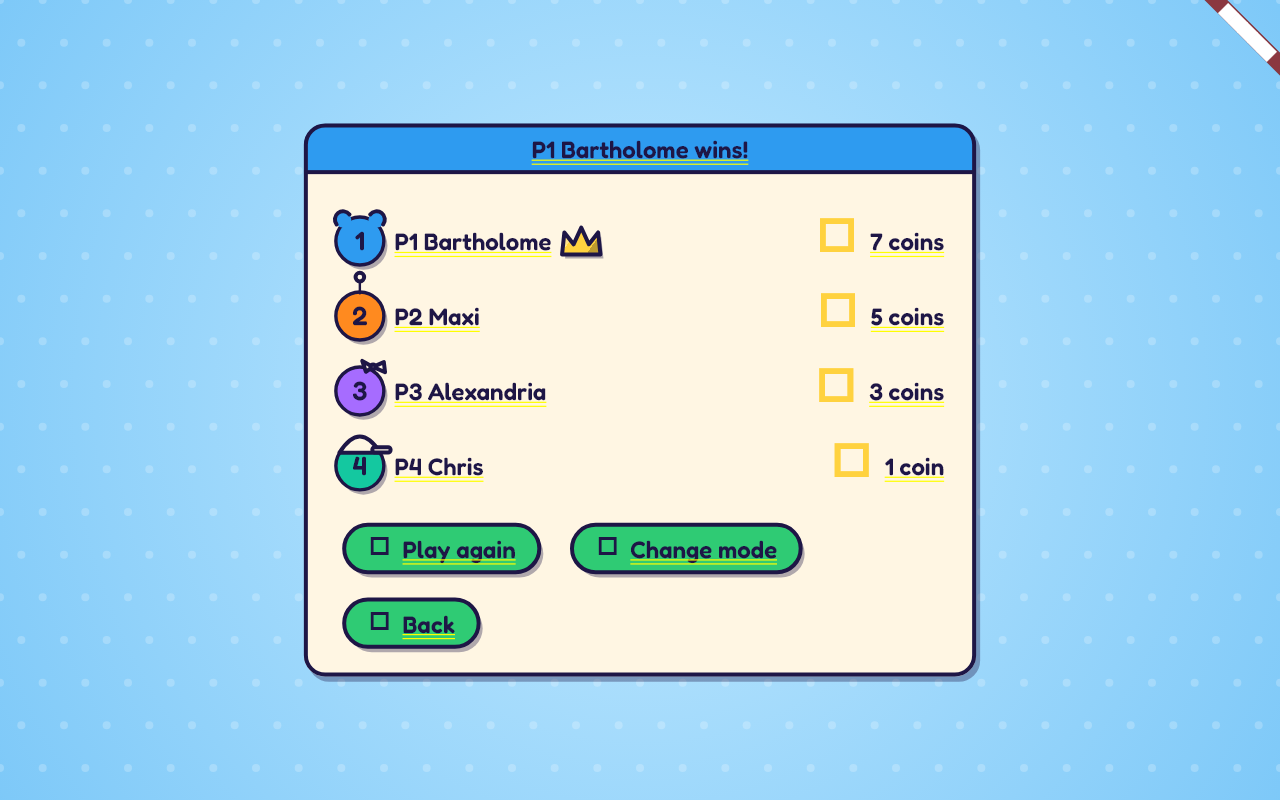 P1 Bartholome wins!
1 P1 Bartholome 7 coins
2 P2 Maxi 5 coins
3 P3 Alexandria 3 coins
4 P4 Chris 1 coin
Play again Change mode
Back